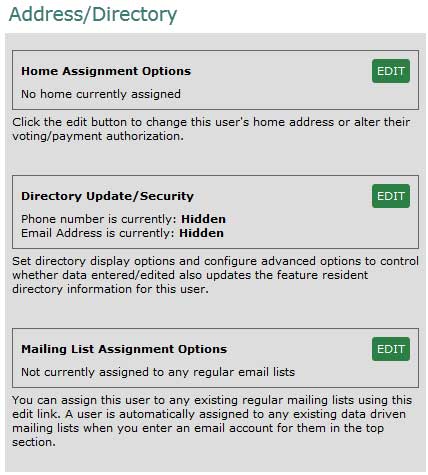 Address/Directory
Home Assignment Options
EDIT
No home currently assigned
Click the edit button to change this user's home address or alter their
voting/payment authorization.
Directory Update/Security
EDIT
Phone number is currently: Hidden
Email Address is currently: Hidden
Set directory display options and configure advanced options to control
whether data entered/edited also updates the feature resident
directory information for this user.
Mailing List Assignment Options
EDIT
Not currently assigned to any regular email lists
You can assign this user to any existing regular mailing lists using this
edit link. A user is automatically assigned to any existing data driven
mailing lists when you enter an email account for them in the top
section.